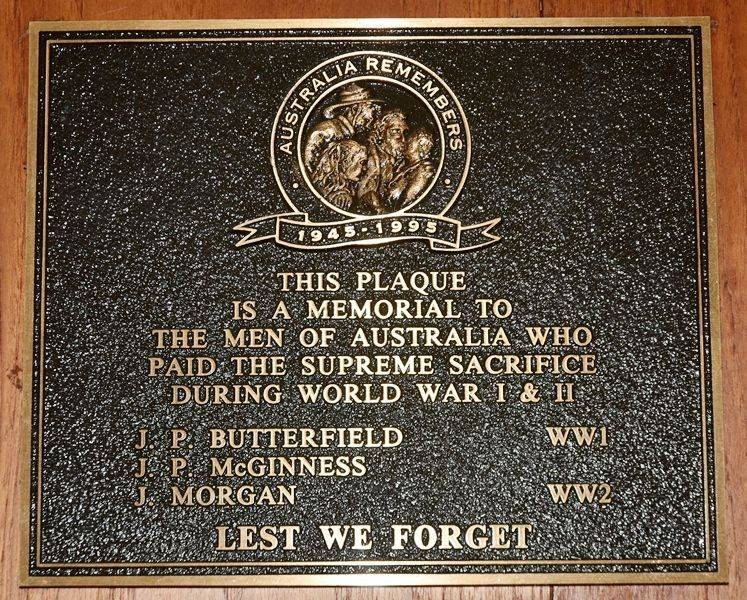 AUSTRALIA REMEMBERS
1945-1995
THIS PLAQUE
IS A MEMORIAL TO
THE MEN OF AUSTRALIA WHO
PAID THE SUPREME SACRIFICE
DURING WORLD WAR I & II
J. P. BUTTERFIELD WW1
J. P. McGINNESS
J. MORGAN WW2
LEST WE FORGET